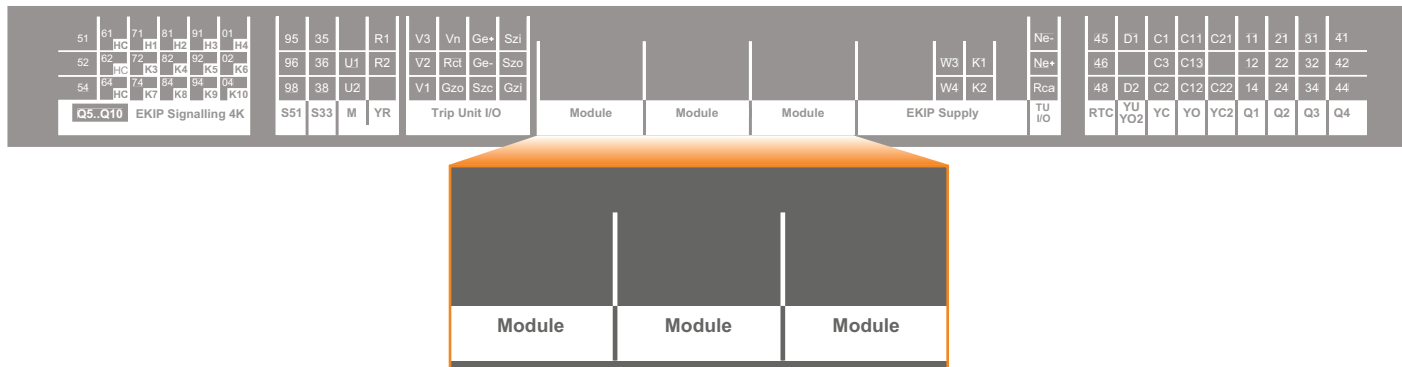 51 61 HC 71 H1 81 H2 91 H3 01 H4 95 35 R1 V3 Vn Ge+ Szi Ne- 45 D1 C1 C11 C21 11 21 31 41
52 62 HC 72 K3 82 K4 92 K5 02 K6 96 36 U1 R2 V2 Rct Ge- Szo W3 K1 Ne+ 46 C3 C13 12 22 32 42
54 64 HC 74 K7 84 K8 94 K9 04 K10 98 38 U2 V1 Gzo Szc Gzi W4 K2 Rca 48 D2 C2 C12 C22 14 24 34 44
Q5..Q10 EKIP Signalling 4K S51 S33 M YR Trip Unit I/O Module Module Module EKIP Supply TU I/O RTC YU YO2 YC YO YC2 Q1 Q2 Q3 Q4
Module Module Module